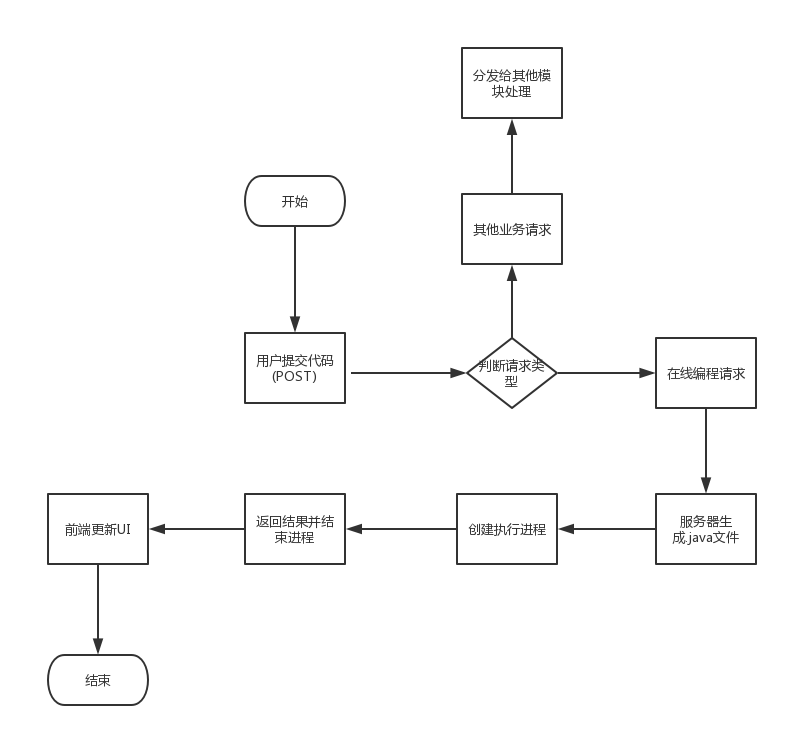 分发给其他模
块处理
开始
其他业务请求
用户提交代码
(POST)
判断请求类
型
在线编程请求
前端更新UI
返回结果并结
束进程
创建执行进程
服务器生
成.java文件
结束